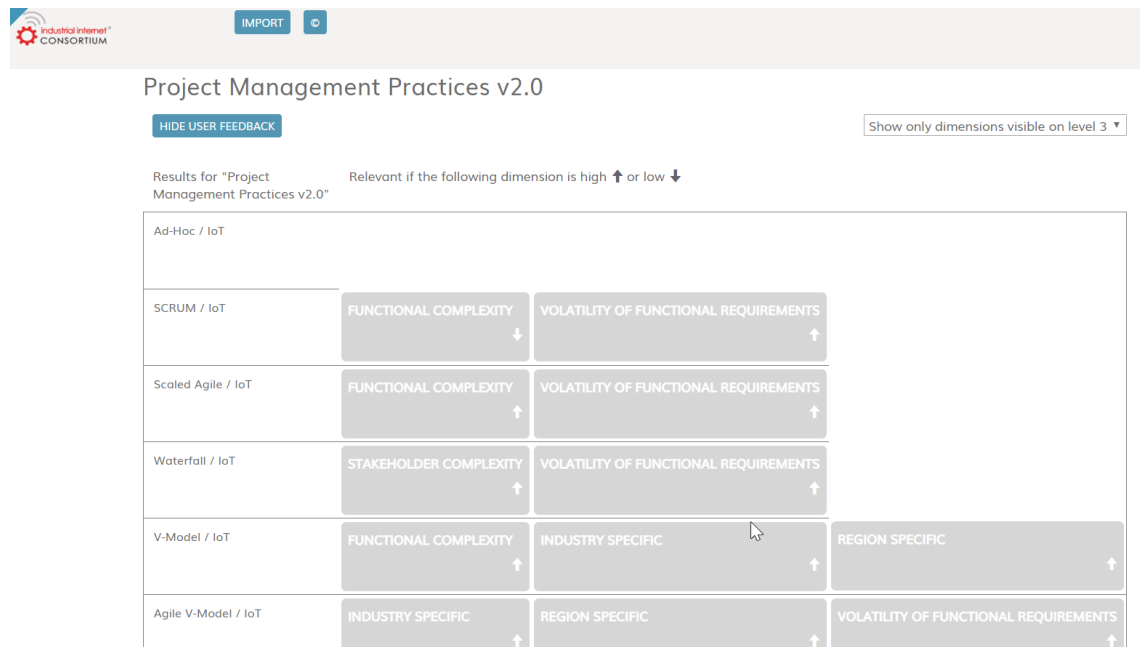 industrial internet®
CONSORTIUM
IMPORT ©
Project Management Practices v2.0
HIDE USER FEEDBACK
Show only dimensions visible on level 3 ▼
Results for "Project
Management Practices v2.0"
Relevant if the following dimension is high ⬆ or low ⬇
Ad-Hoc / IoT
SCRUM / IoT
FUNCTIONAL COMPLEXITY
VOLATILITY OF FUNCTIONAL REQUIREMENTS
Scaled Agile / IoT
FUNCTIONAL COMPLEXITY
VOLATILITY OF FUNCTIONAL REQUIREMENTS
Waterfall / IoT
STAKEHOLDER COMPLEXITY
VOLATILITY OF FUNCTIONAL REQUIREMENTS
V-Model / IoT
FUNCTIONAL COMPLEXITY
INDUSTRY SPECIFIC
REGION SPECIFIC
Agile V-Model / IoT
INDUSTRY SPECIFIC
REGION SPECIFIC
VOLATILITY OF FUNCTIONAL REQUIREMENTS